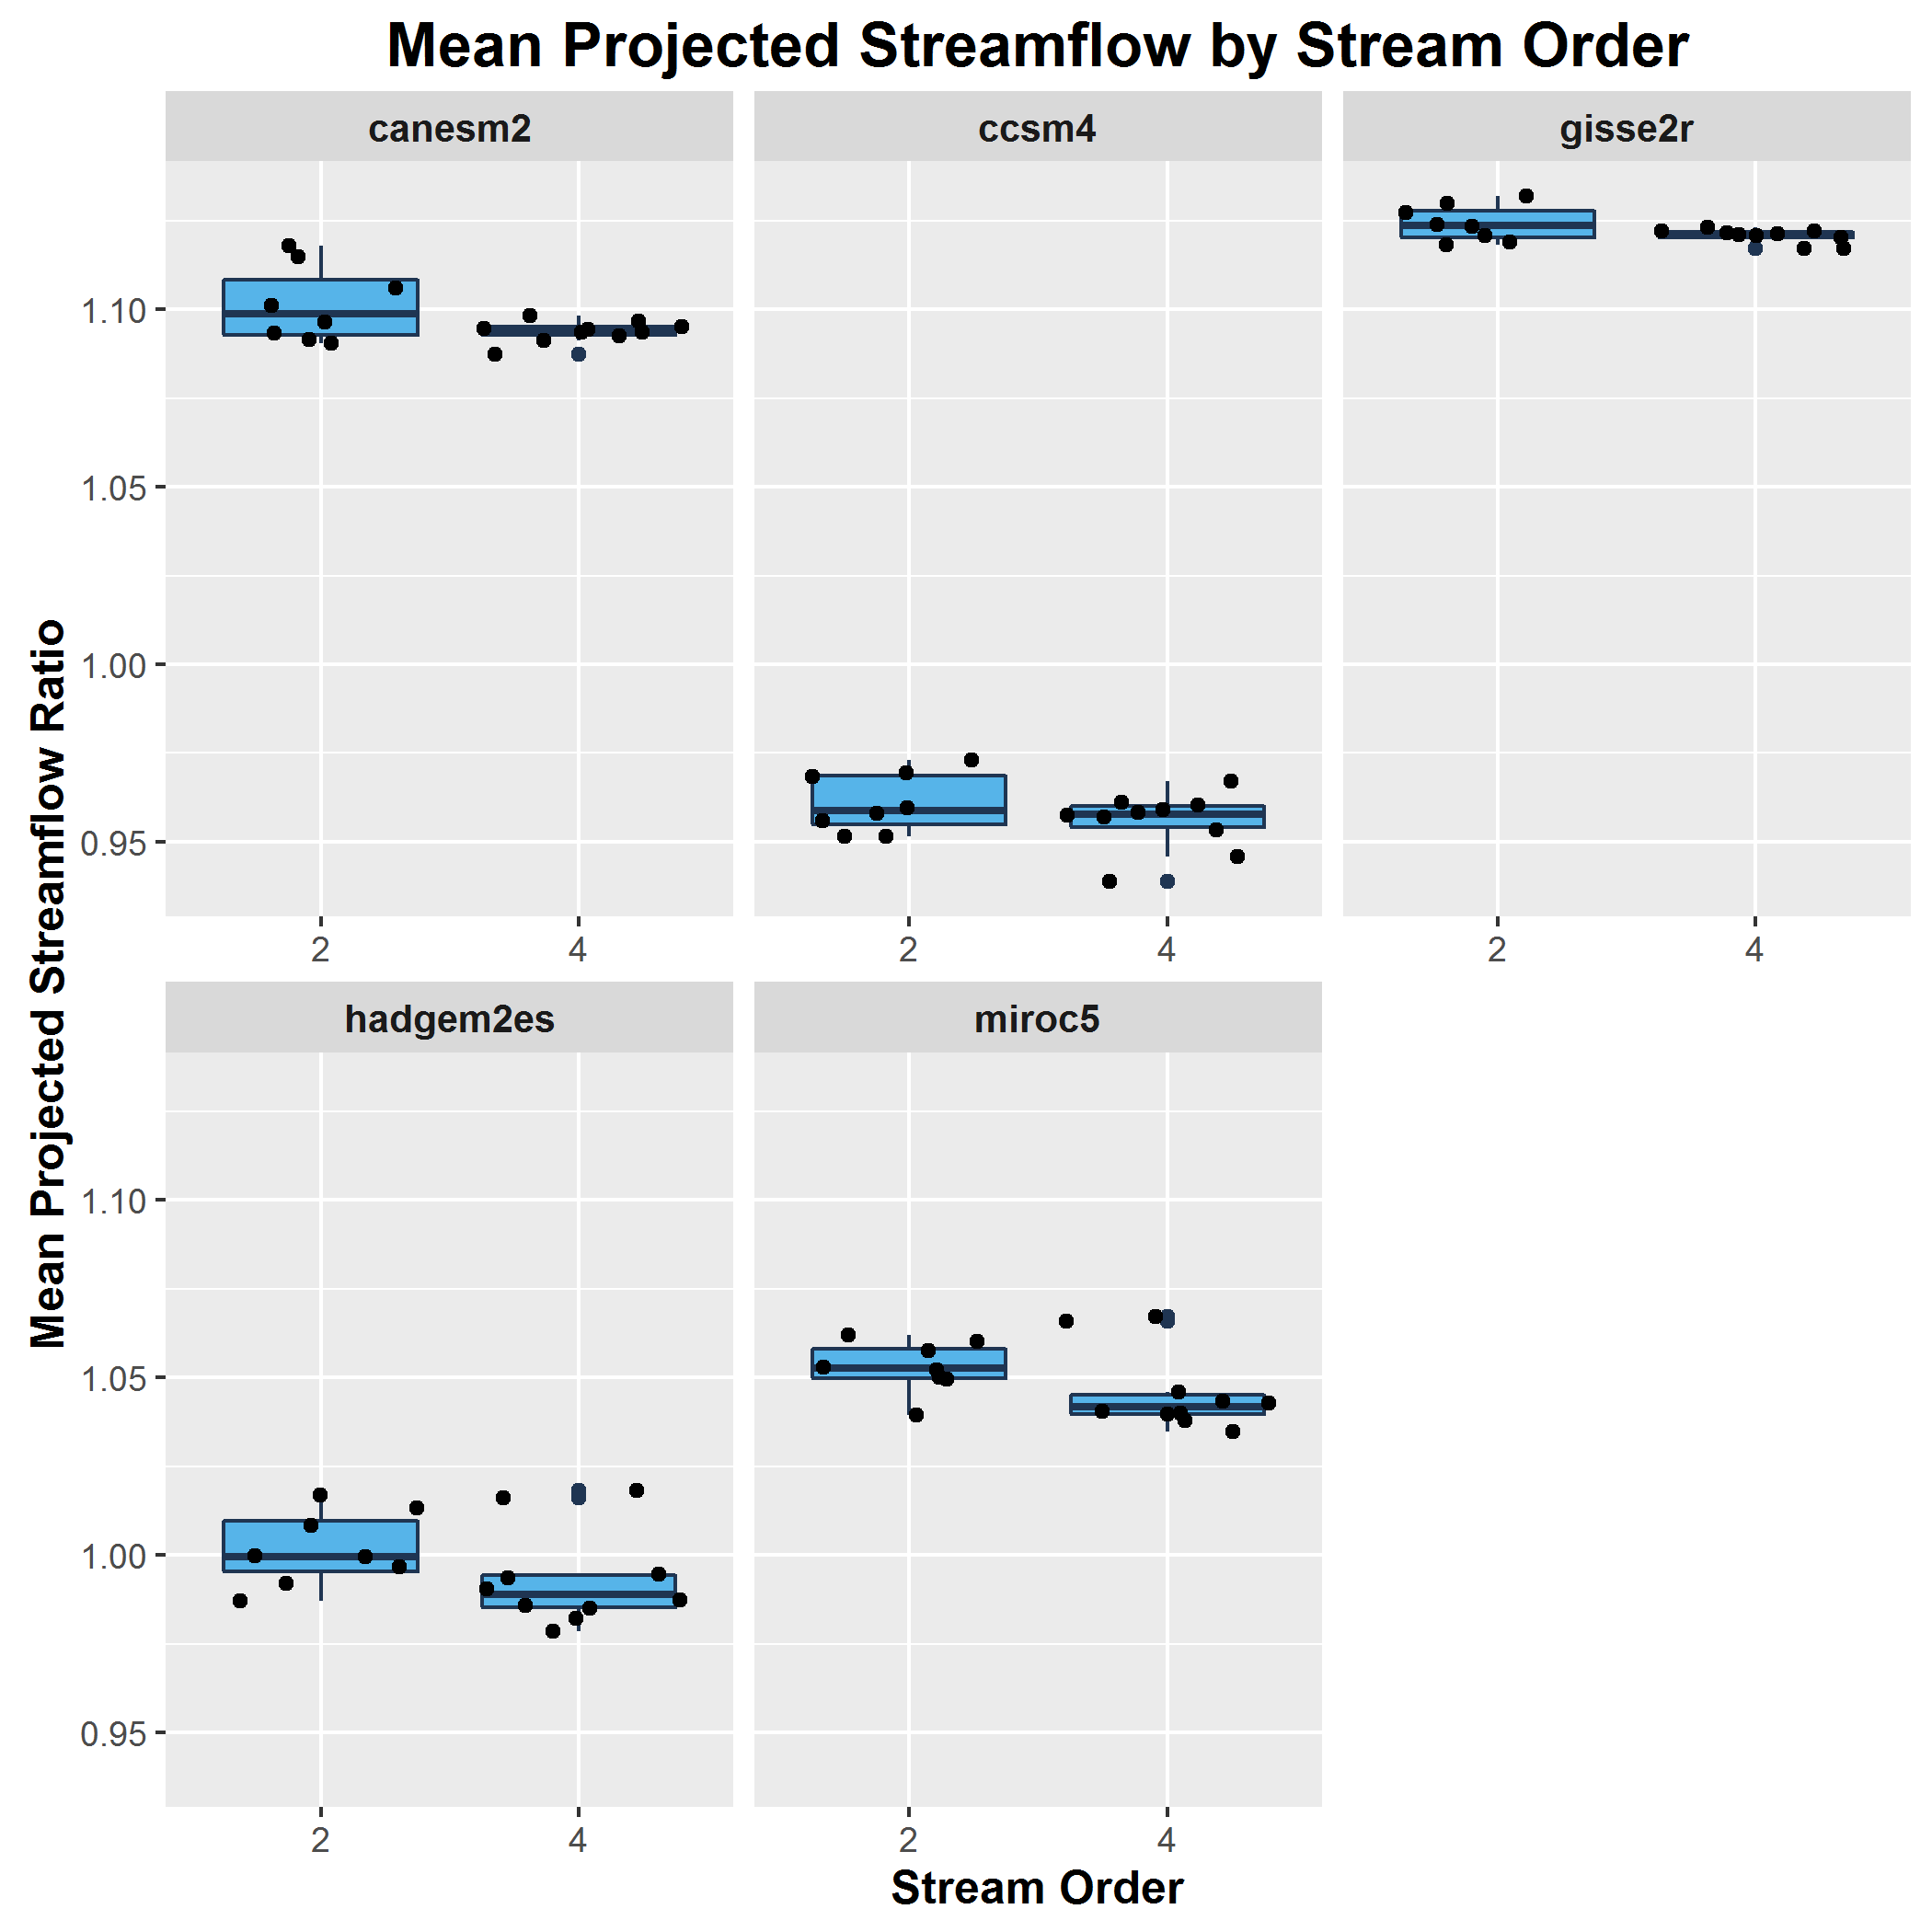 Mean Projected Streamflow by Stream Order
canesm2
ccsm4
gisse2r
1.10
1.05
1.00
0.95
2
4
2
4
2
4
Mean Projected Streamflow Ratio
hadgem2es
miroc5
1.10
1.05
1.00
0.95
2
4
2
4
Stream Order